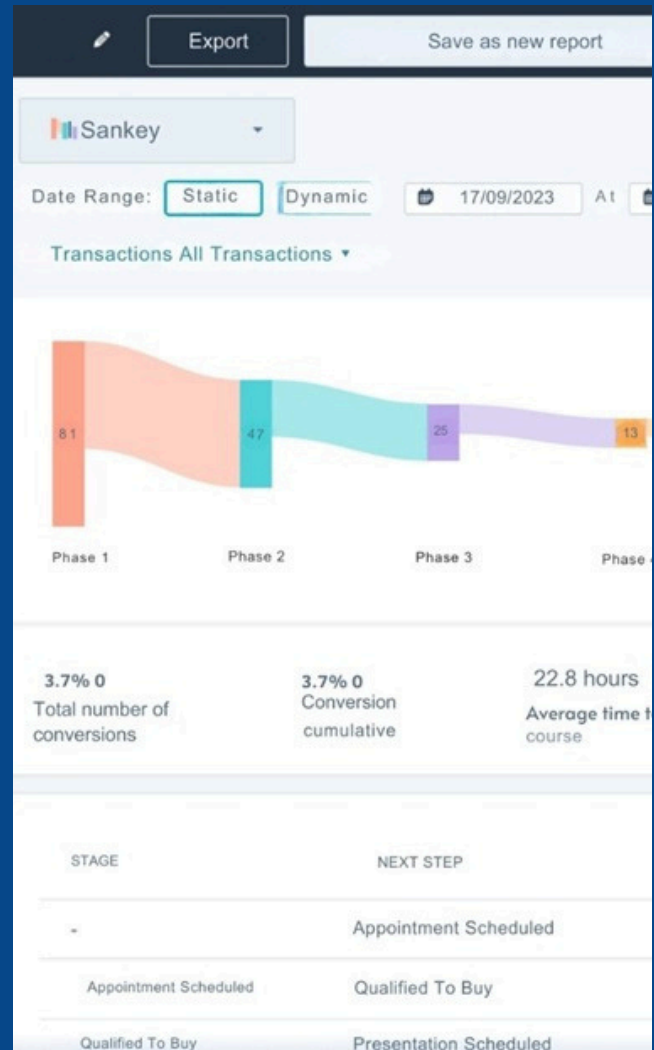 Export
Save as new report
Sankey
Date Range: Static Dynamic 17/09/2023 At
Transactions All Transactions
81
47
25
13
Phase 1
Phase 2
Phase 3
Phase
3.7% 0
Total number of
conversions
3.7% 0
Conversion
cumulative
22.8 hours
Average time
course
STAGE
NEXT STEP
-
Appointment Scheduled
Appointment Scheduled
Qualified To Buy
Qualified To Buy
Presentation Scheduled